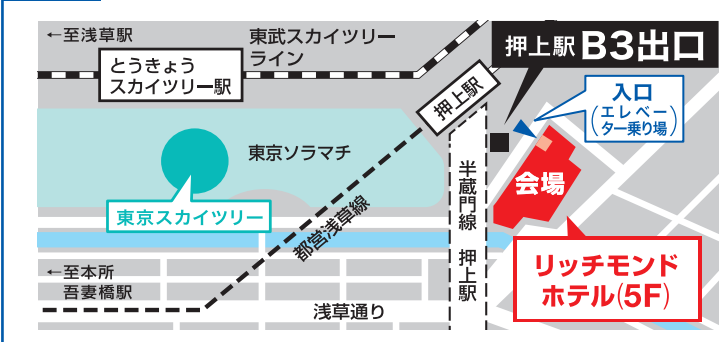 ←至浅草駅
東武スカイツリー
ライン
押上駅 B3出口
とうきょう
スカイツリー駅
押上駅
入口
(エレベー
ター乗り場)
東京ソラマチ
半蔵門線 押上駅
会場
東京スカイツリー
都営浅草線
リッチモンド
ホテル(5F)
←至本所
吾妻橋駅
浅草通り